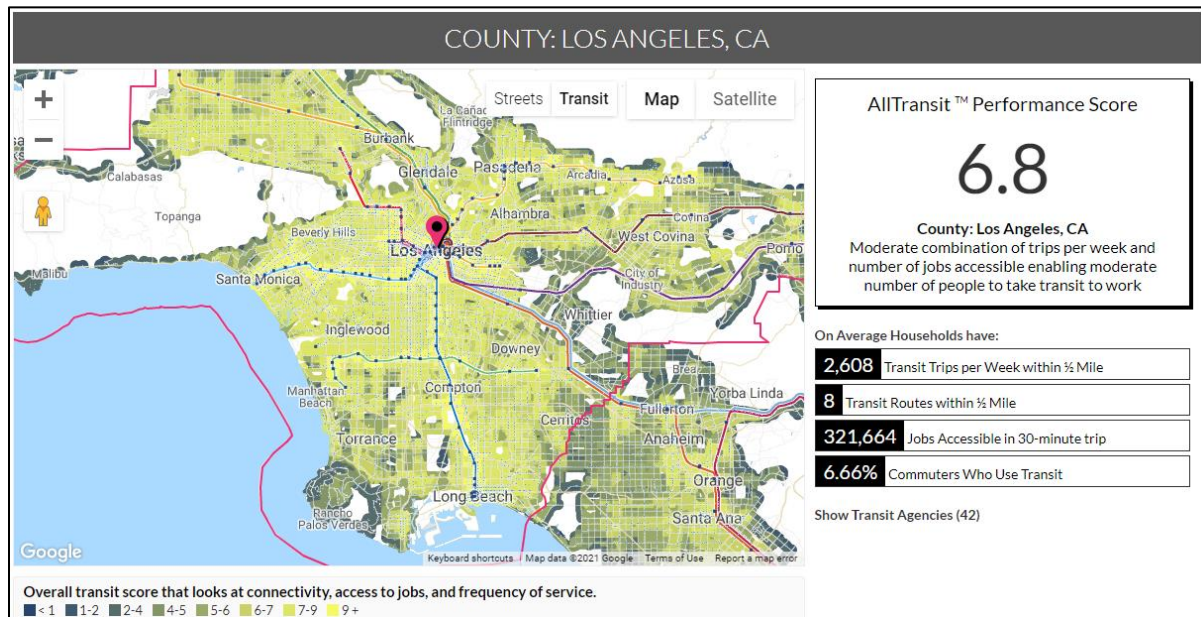 COUNTY: LOS ANGELES, CA
+
Streets
Transit
Map
Satellite
−
La Cañac
Flintridge
Burbank
Pasadena
Glendale
Arcadia
Azusa
Calabasas
Topanga
Alhambra
Covina
Beverly Hills
West Covina
Los Angeles
Pomo
Malibu
Santa Monica
City of
Industry
Whittier
Inglewood
Downey
Brea
Manhattan
Beach
Compton
Yorba Linda
Cerritos
Fullerton
Torrance
Anaheim
Orange
Long Beach
Rancho
Palos Verdes
Santa Ana
Google
Keyboard shortcuts
Map data ©2021 Google
Terms of Use
Report a map error
Overall transit score that looks at connectivity, access to jobs, and frequency of service.
< 1 1-2 2-4 4-5 5-6 6-7 7-9 9 +
AllTransit ™ Performance Score
6.8
County: Los Angeles, CA
Moderate combination of trips per week and
number of jobs accessible enabling moderate
number of people to take transit to work
On Average Households have:
2,608 Transit Trips per Week within ½ Mile
8 Transit Routes within ½ Mile
321,664 Jobs Accessible in 30-minute trip
6.66% Commuters Who Use Transit
Show Transit Agencies (42)